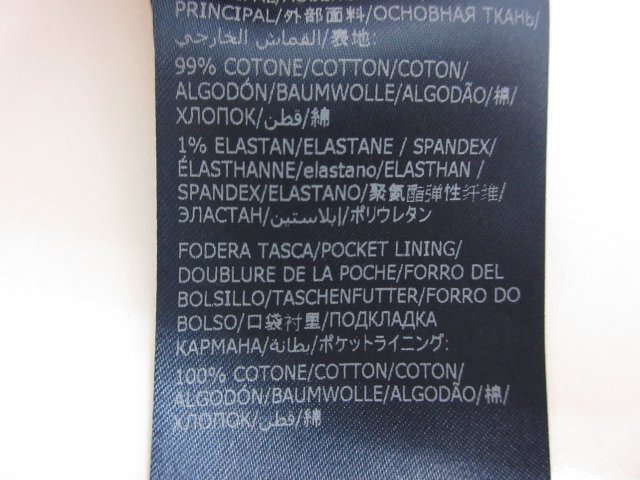 PRINCIPAL/外部面料/ОСНОВНАЯ ТКАНЬ/
القماش الخارجي/表地:
99% COTONE/COTTON/COTON/
ALGODÓN/BAUMWOLLE/ALGODÃO/棉/
ХЛОПОК/قطن/綿
1% ELASTAN/ELASTANE / SPANDEX/
ÉLASTHANNE/elastano/ELASTHAN /
SPANDEX/ELASTANO/聚氨酯弹性纤维/
ЭЛАСТАН/إيلاستين/ポリウレタン
FODERA TASCA/POCKET LINING/
DOUBLURE DE LA POCHE/FORRO DEL
BOLSILLO/TASCHENFUTTER/FORRO DO
BOLSO/口袋衬里/ПОДКЛАДКА
КАРМАНА/بطانة/ポケットライニング:
100% COTONE/COTTON/COTON/
ALGODÓN/BAUMWOLLE/ALGODÃO/棉/
ХЛОПОК/قطن/綿